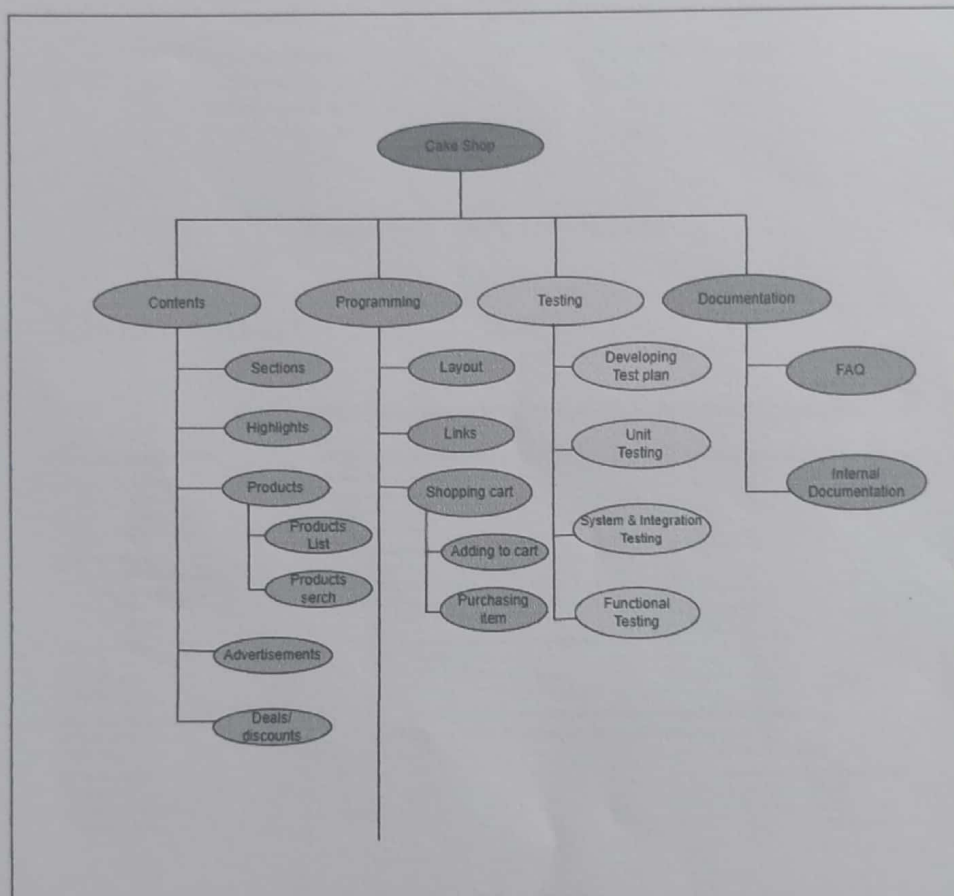 Cake Shop
Contents
Programming
Testing
Documentation
Sections
Highlights
Products
Products
List
Products
serch
Advertisements
Deals/
discounts
Layout
Links
Shopping cart
Adding to cart
Purchasing
item
Developing
Test plan
Unit
Testing
System & Integration
Testing
Functional
Testing
FAQ
Internal
Documentation